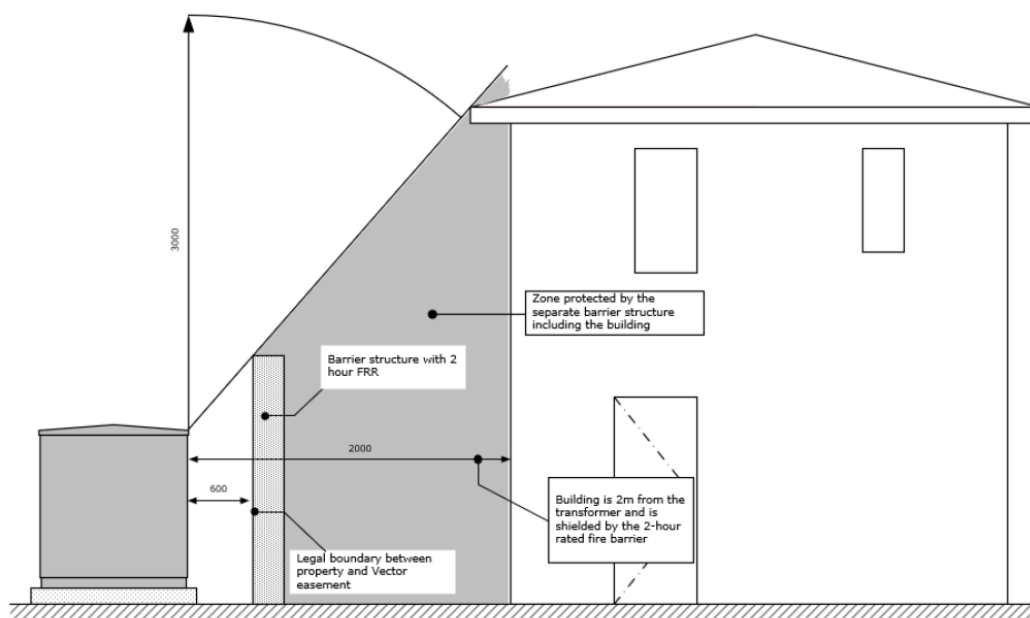 3000
Zone protected by the
separate barrier structure
including the building
Barrier structure with 2
hour FRR
2000
600
Building is 2m from the
transformer and is
shielded by the 2-hour
rated fire barrier
Legal boundary between
property and Vector
easement